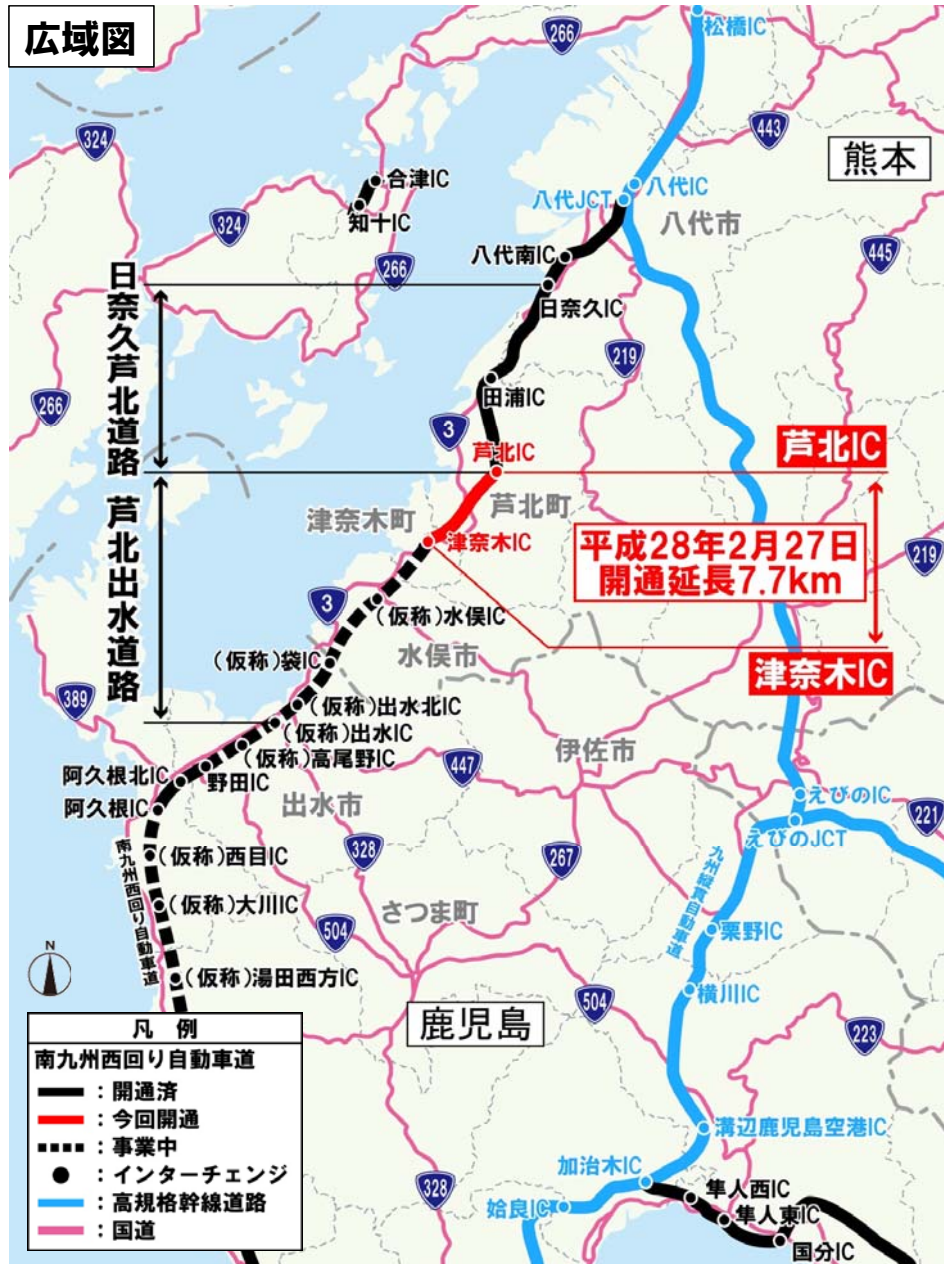 広域図
266
松橋IC
443
熊本
324
合津IC
知十IC
324
266
八代JCT
八代IC
八代市
445
八代南IC
日奈久IC
日奈久芦北道路
219
266
田浦IC
3
芦北IC
芦北IC
芦北町
津奈木町
津奈木IC
平成28年2月27日
開通延長7.7km
219
芦北出水道路
3
(仮称)水俣IC
水俣市
(仮称)袋IC
津奈木IC
389
(仮称)出水北IC
(仮称)出水IC
(仮称)高尾野IC
伊佐市
447
野田IC
阿久根北IC
阿久根IC
出水市
えびのIC
221
えびのJCT
328
267
(仮称)西目IC
南九州西回り自動車道
九州縦貫自動車道
(仮称)大川IC
さつま町
504
栗野IC
N
(仮称)湯田西方IC
横川IC
504
鹿児島
223
凡 例
南九州西回り自動車道
:開通済
:今回開通
:事業中
:インターチェンジ
:高規格幹線道路
:国道
溝辺鹿児島空港IC
加治木IC
328
姶良IC
隼人西IC
隼人東IC
国分IC